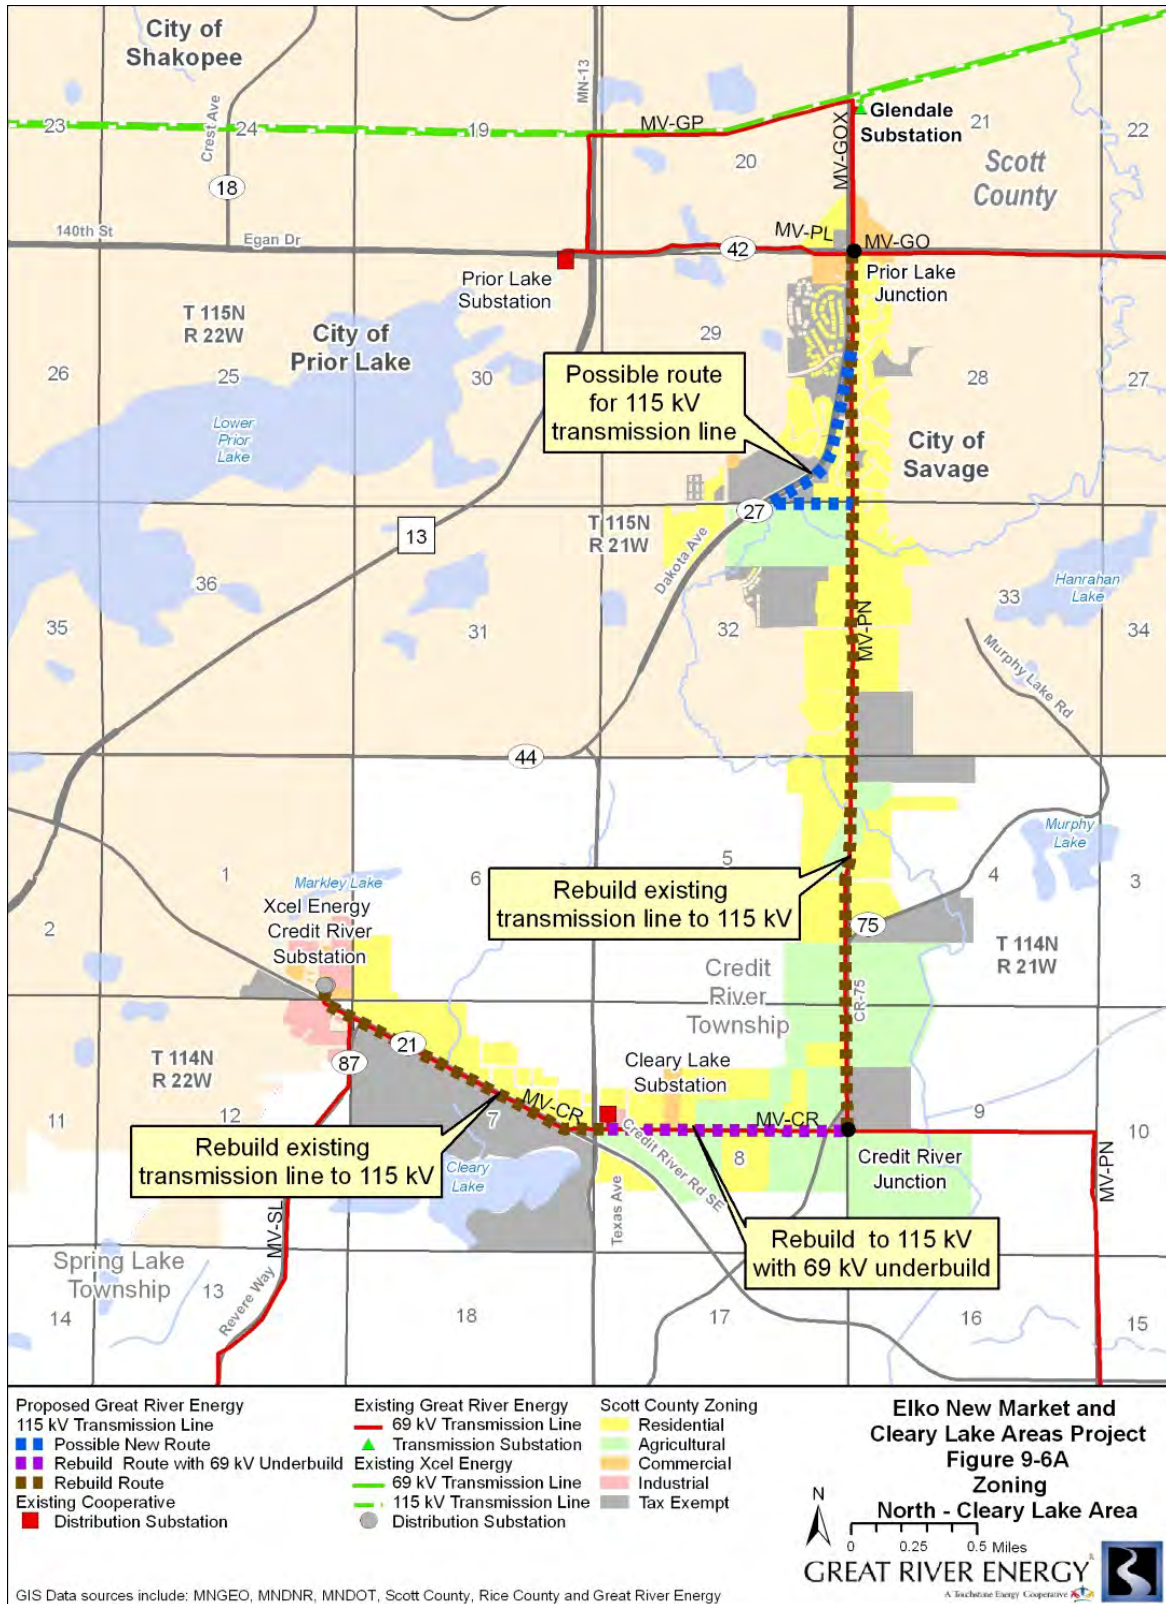 City of
Shakopee
Crest Ave
MN-13
23
24
19
MV-GP
20
MV-GOX
Glendale
Substation
21
22
Scott
County
18
140th St
Egan Dr
42
MV-PL
MV-GO
Prior Lake
Substation
Prior Lake
Junction
T 115N
R 22W
City of
Prior Lake
26
25
30
29
28
27
Lower
Prior
Lake
Possible route
for 115 kV
transmission line
City of
Savage
27
13
T 115N
R 21W
Dakota Ave
36
35
31
32
MV-PN
33
34
Hanrahan
Lake
Murphy Lake Rd
44
1
2
6
5
4
3
Murphy
Lake
Markley Lake
Xcel Energy
Credit River
Substation
Rebuild existing
transmission line to 115 kV
75
T 114N
R 21W
Credit
River
Township
CR-75
T 114N
R 22W
21
87
Cleary Lake
Substation
11
12
MV-CR
7
MV-CR
8
9
10
Rebuild existing
transmission line to 115 kV
Cleary
Lake
Credit River Rd SE
Texas Ave
Credit River
Junction
MV-PN
MV-SL
Rebuild to 115 kV
with 69 kV underbuild
Spring Lake
Township
13
14
Revere Way
18
17
16
15
Proposed Great River Energy
115 kV Transmission Line
Possible New Route
Rebuild Route with 69 kV Underbuild
Rebuild Route
Existing Cooperative
Distribution Substation
Existing Great River Energy
69 kV Transmission Line
Transmission Substation
Existing Xcel Energy
69 kV Transmission Line
115 kV Transmission Line
Distribution Substation
Scott County Zoning
Residential
Agricultural
Commercial
Industrial
Tax Exempt
Elko New Market and
Cleary Lake Areas Project
Figure 9-6A
Zoning
North - Cleary Lake Area
N
0 0.25 0.5 Miles
GREAT RIVER ENERGY
A Touchstone Energy Cooperative
GIS Data sources include: MNGEO, MNDNR, MNDOT, Scott County, Rice County and Great River Energy